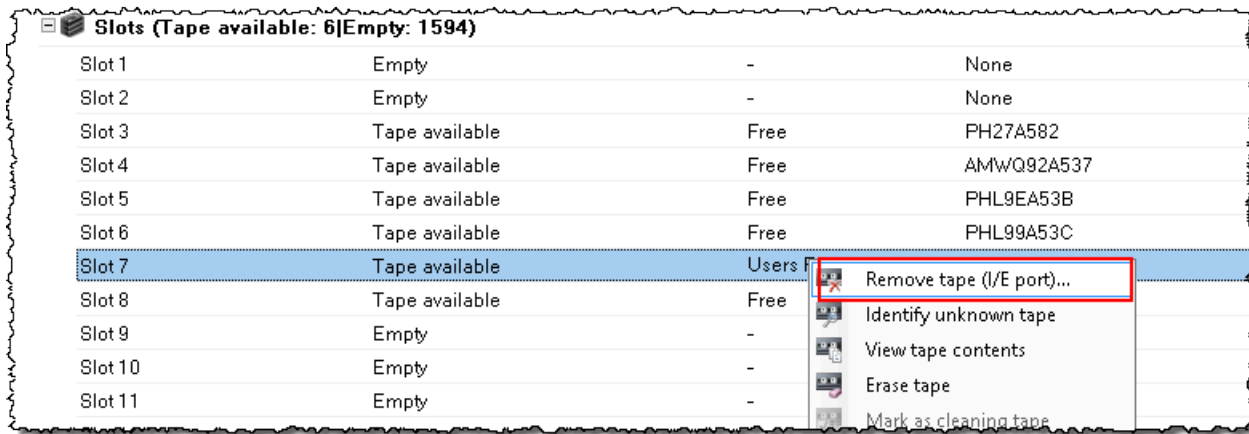 Slots (Tape available: 6|Empty: 1594)
Slot 1 Empty - None
Slot 2 Empty - None
Slot 3 Tape available Free PH27A582
Slot 4 Tape available Free AMWQ92A537
Slot 5 Tape available Free PHL9EA53B
Slot 6 Tape available Free PHL99A53C
Slot 7 Tape available Users
Remove tape (I/E port)...
Slot 8 Tape available Free
Identify unknown tape
Slot 9 Empty -
View tape contents
Slot 10 Empty -
Erase tape
Slot 11 Empty -
Mark as cleaning tape